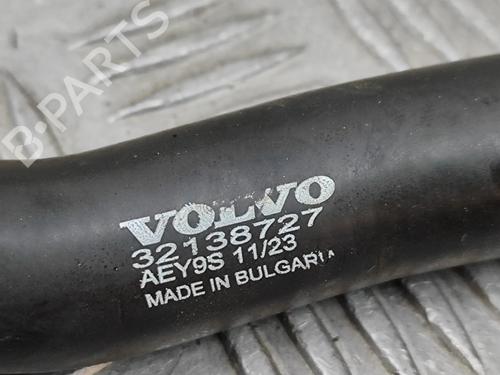 B-PARTS
VOLVO
32138727
AEY9S 11/23
MADE IN BULGARIA